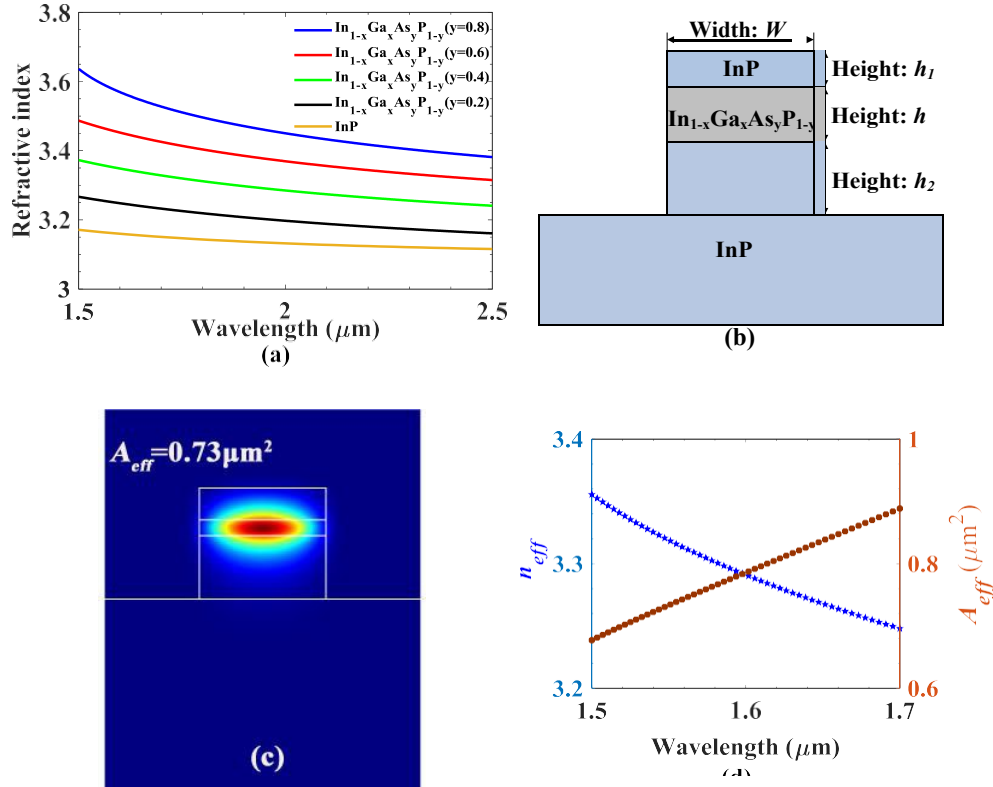 3.8
3.6
3.4
3.2
3
Refractive index
In1-xGaxAsyP1-y(y=0.8)
In1-xGaxAsyP1-y(y=0.6)
In1-xGaxAsyP1-y(y=0.4)
In1-xGaxAsyP1-y(y=0.2)
InP
1.5 2 2.5
Wavelength (μm)
(a)
Width: W
InP
Height: h1
In1-xGaxAsyP1-y
Height: h
Height: h2
InP
(b)
Aeff=0.73μm2
(c)
3.4
3.3
3.2
neff
1
0.8
0.6
Aeff (μm2)
1.5 1.6 1.7
Wavelength (μm)
(d)